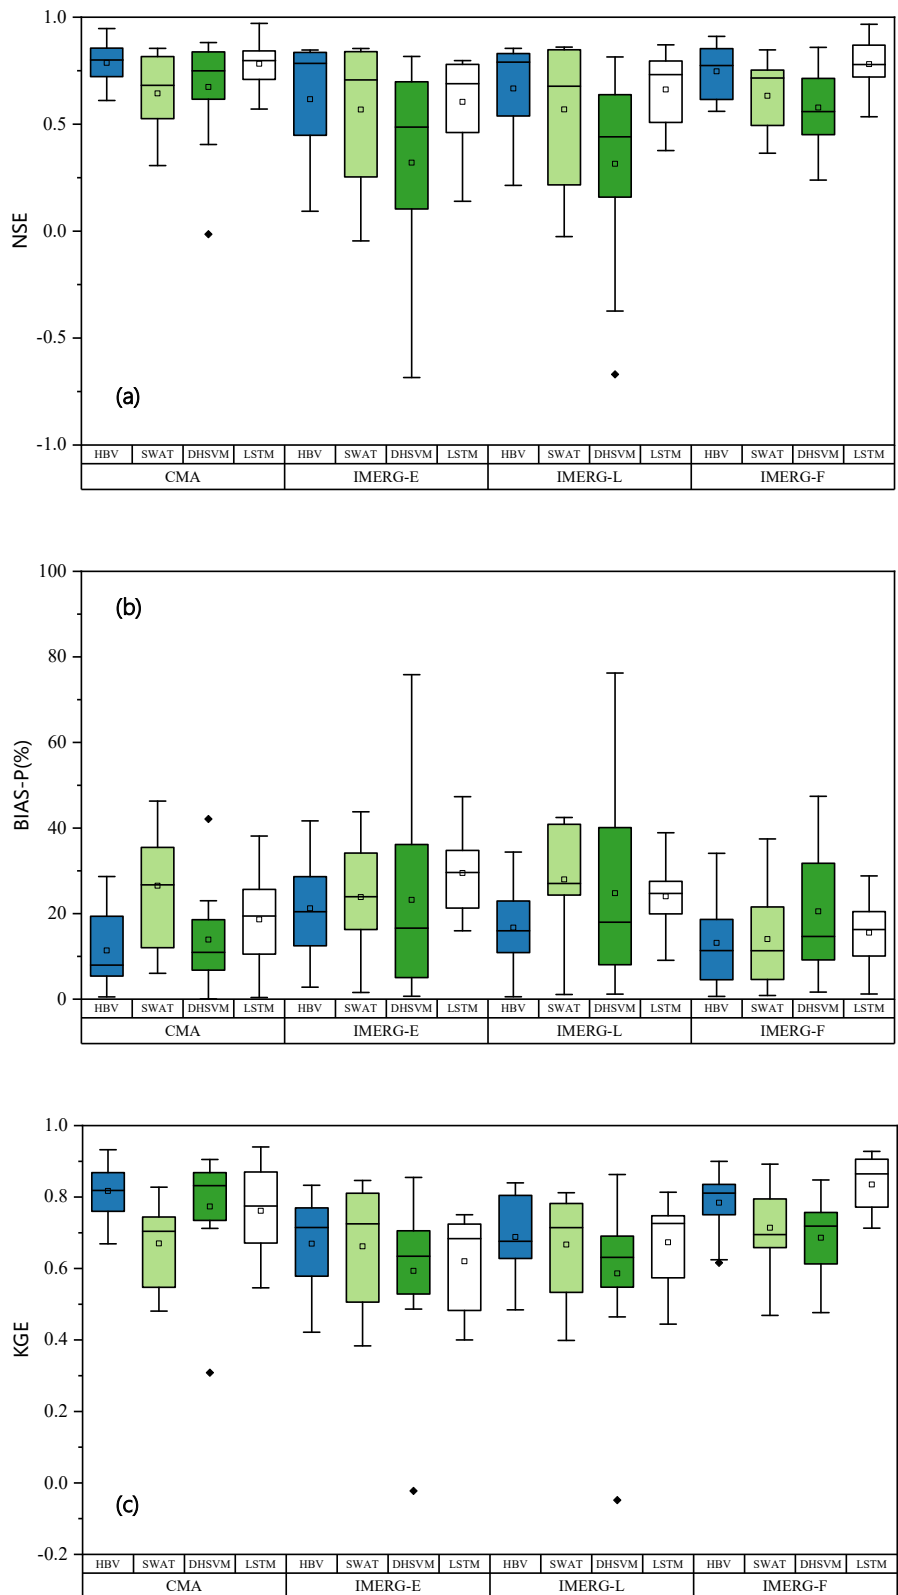 1.0
0.5
0.0
-0.5
-1.0
NSE
(a)
HBV SWAT DHSVM LSTM HBV SWAT DHSVM LSTM HBV SWAT DHSVM LSTM HBV SWAT DHSVM LSTM
CMA IMERG-E IMERG-L IMERG-F
100
80
60
40
20
0
BIAS-P(%)
(b)
HBV SWAT DHSVM LSTM HBV SWAT DHSVM LSTM HBV SWAT DHSVM LSTM HBV SWAT DHSVM LSTM
CMA IMERG-E IMERG-L IMERG-F
1.0
0.8
0.6
0.4
0.2
0.0
-0.2
KGE
(c)
HBV SWAT DHSVM LSTM HBV SWAT DHSVM LSTM HBV SWAT DHSVM LSTM HBV SWAT DHSVM LSTM
CMA IMERG-E IMERG-L IMERG-F